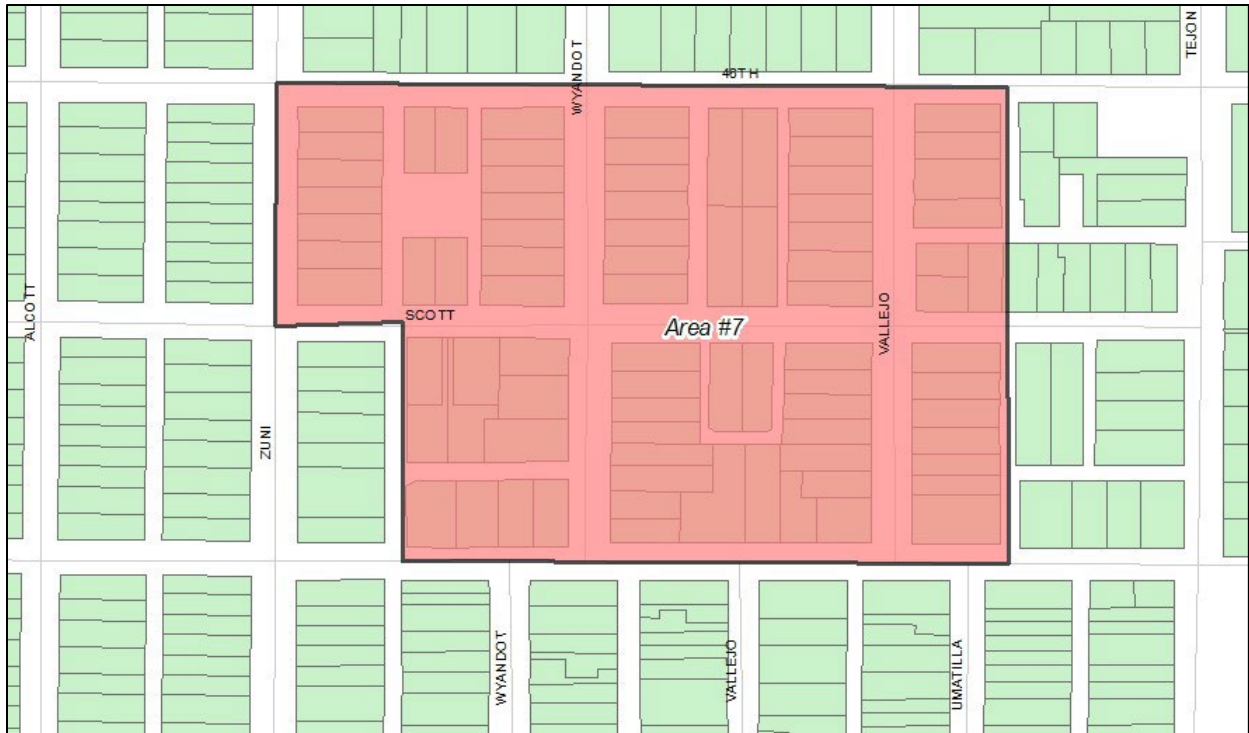 TEJON
WYANDOT
46TH
ALCOTT
SCOTT
Area #7
VALLEJO
ZUNI
WYANDOT
VALLEJO
UMATILLA